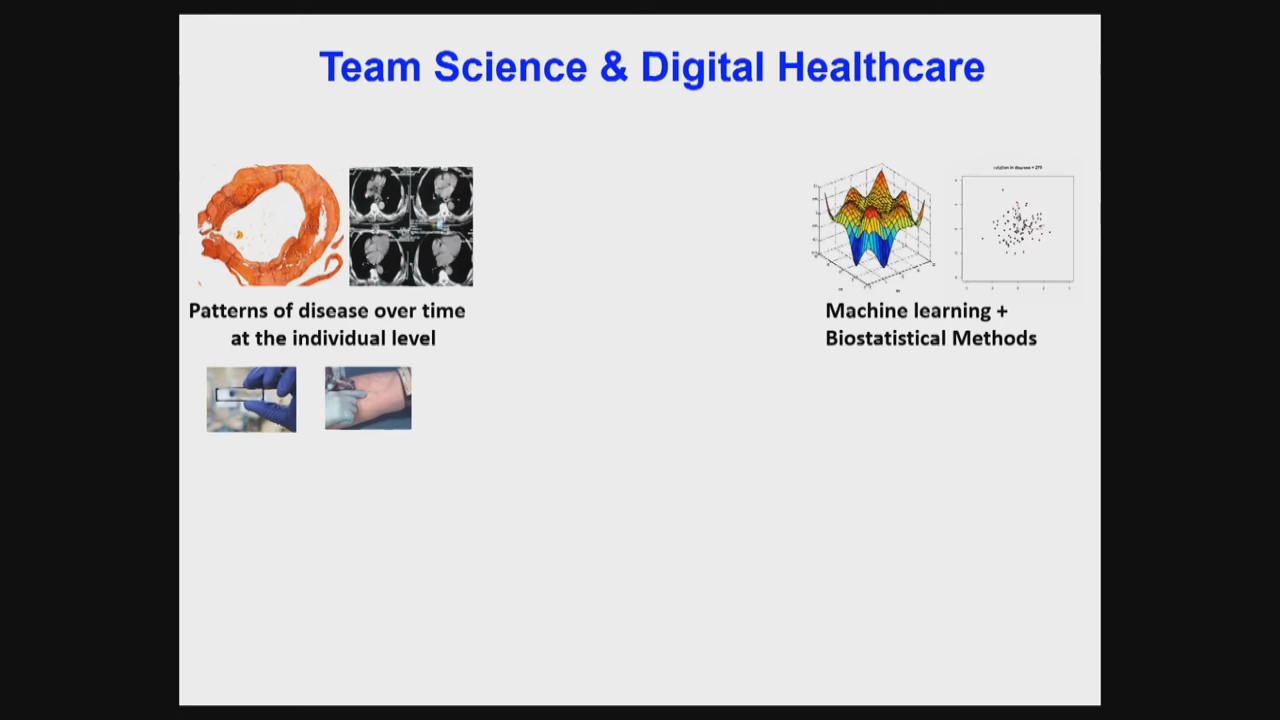 Team Science & Digital Healthcare
Patterns of disease over time
at the individual level
Machine learning +
Biostatistical Methods